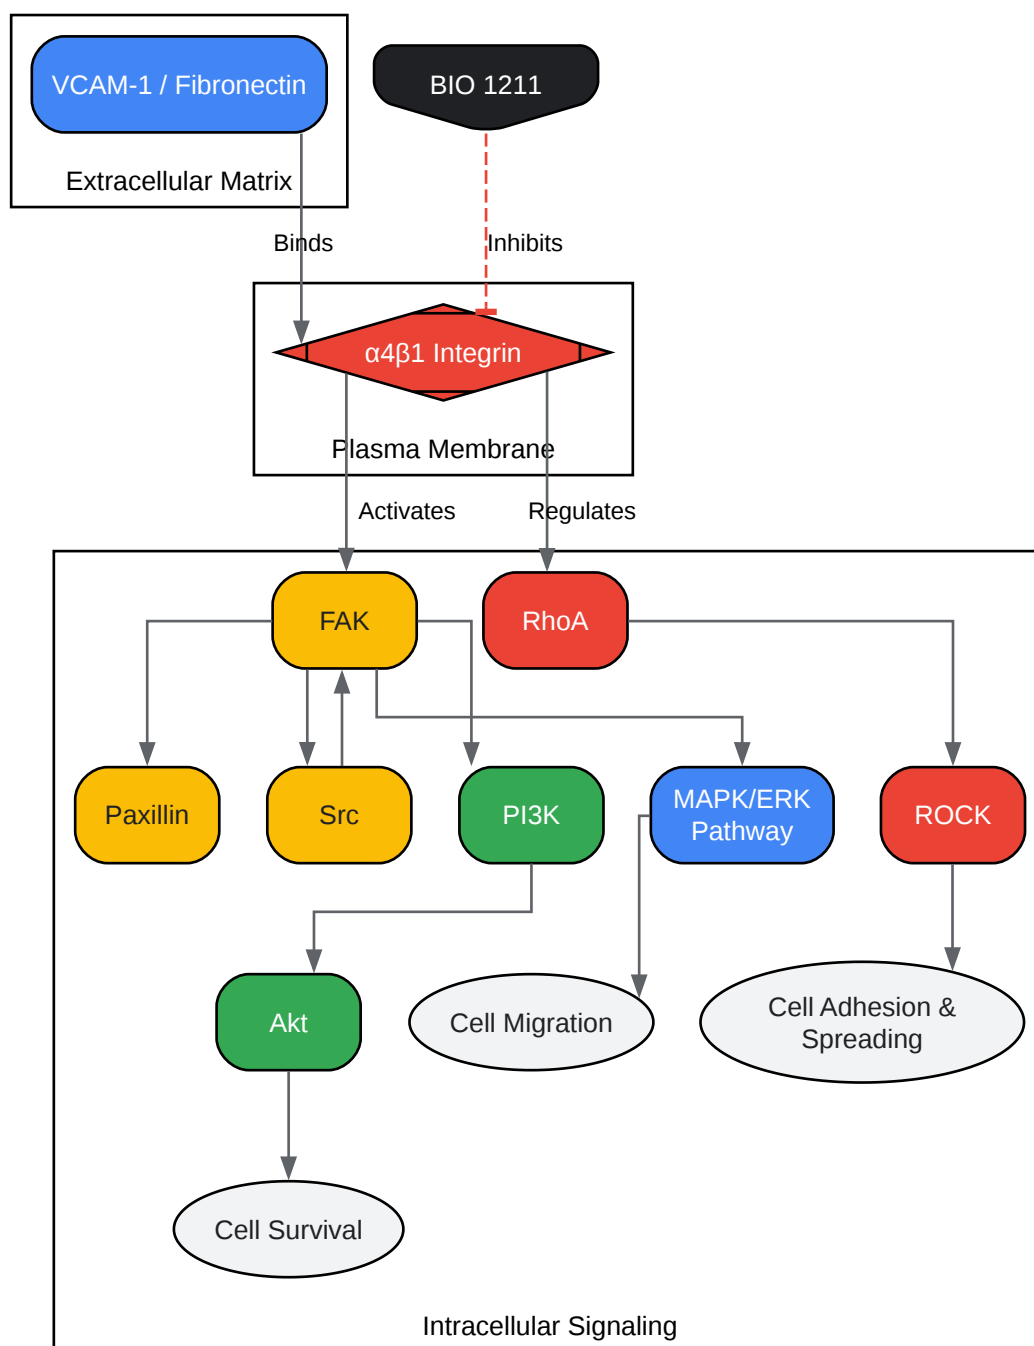 VCAM-1 / Fibronectin
BIO 1211
Extracellular Matrix
Binds
Inhibits
α4β1 Integrin
Plasma Membrane
Activates
Regulates
FAK
RhoA
Paxillin
Src
PI3K
MAPK/ERK
Pathway
ROCK
Akt
Cell Migration
Cell Adhesion &
Spreading
Cell Survival
Intracellular Signaling